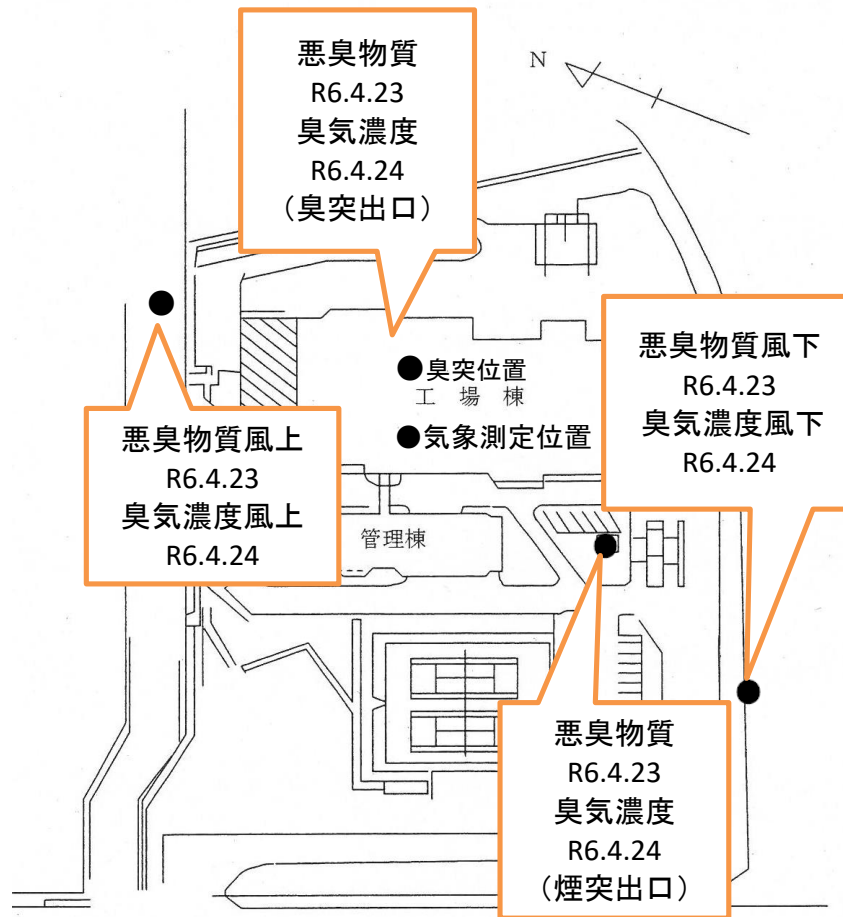 悪臭物質
R6.4.23
臭気濃度
R6.4.24
（臭突出口）
N
悪臭物質風下
R6.4.23
臭気濃度風下
R6.4.24
●臭突位置
工場棟
●気象測定位置
悪臭物質風上
R6.4.23
臭気濃度風上
R6.4.24
管理棟
悪臭物質
R6.4.23
臭気濃度
R6.4.24
（煙突出口）